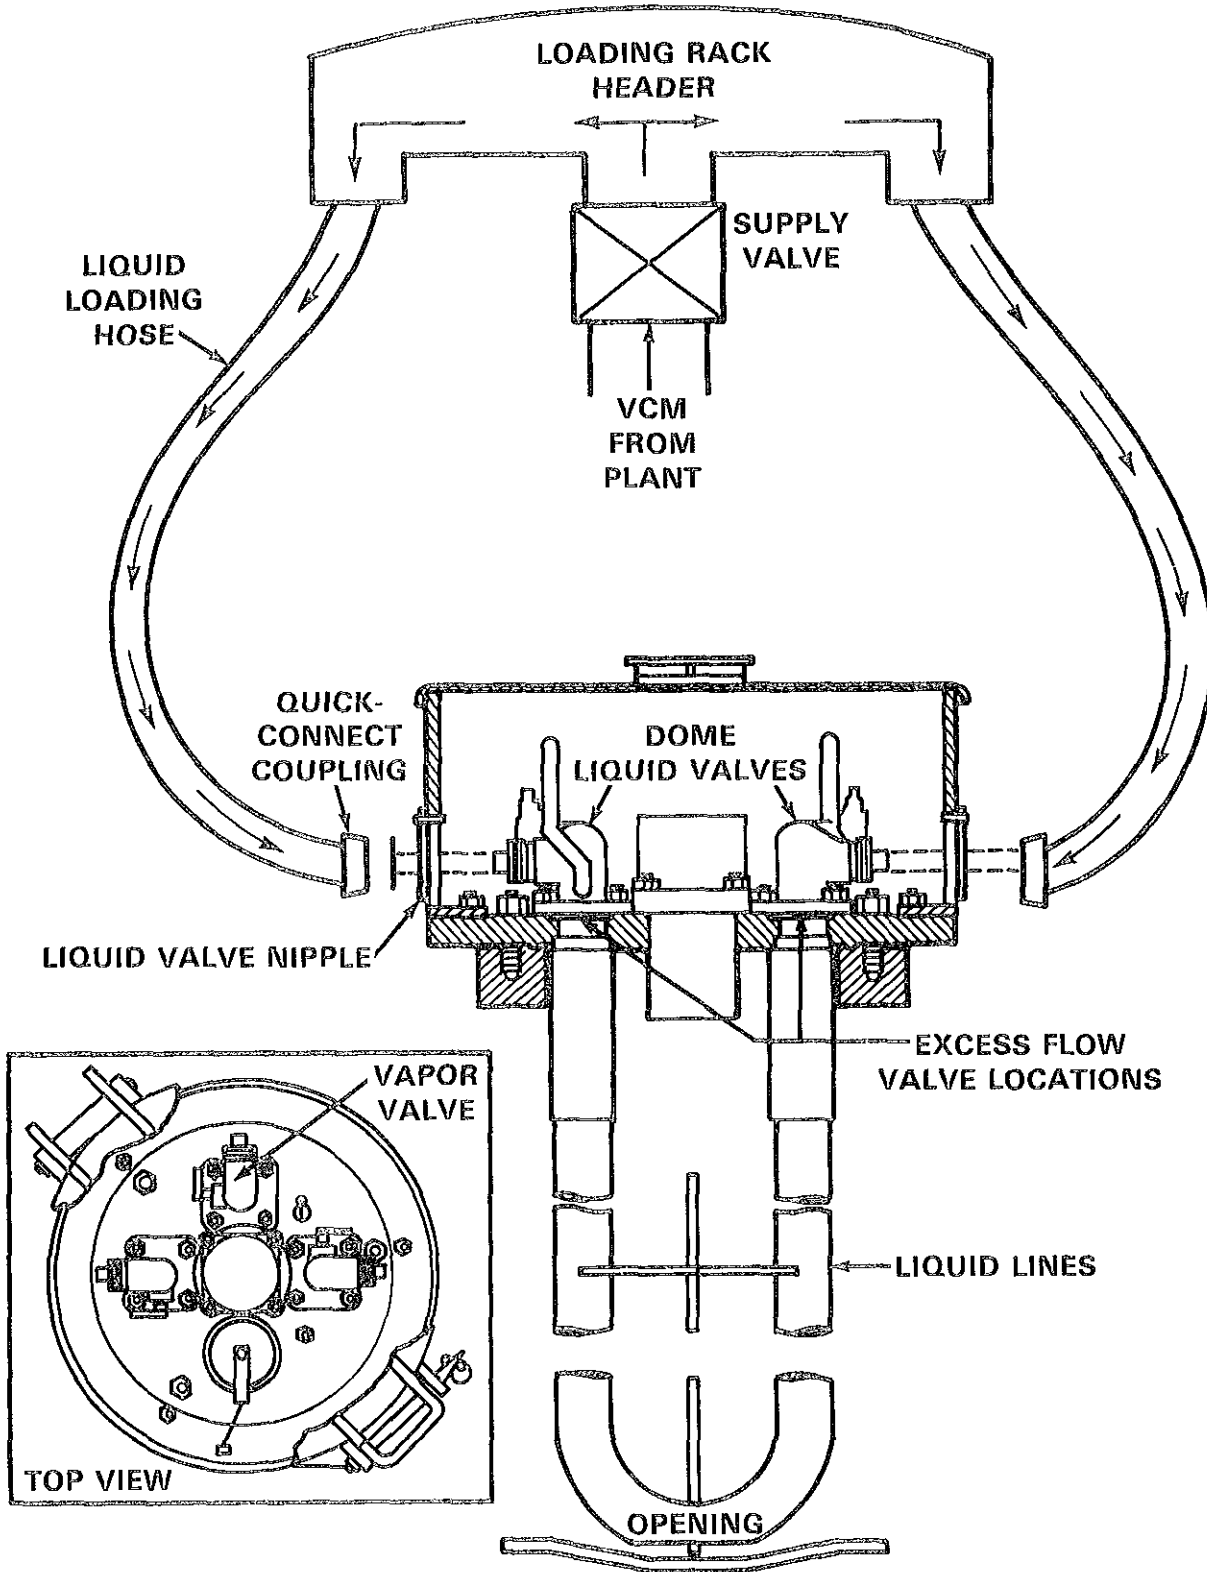 LOADING RACK
HEADER
SUPPLY
VALVE
LIQUID
LOADING
HOSE
VCM
FROM
PLANT
QUICK-
CONNECT
COUPLING
DOME
LIQUID VALVES
LIQUID VALVE NIPPLE
EXCESS FLOW
VALVE LOCATIONS
VAPOR
VALVE
LIQUID LINES
TOP VIEW
OPENING